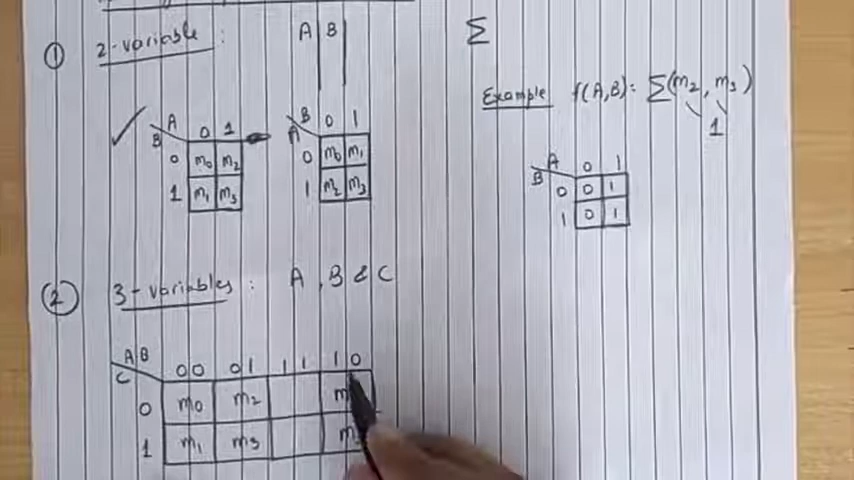 ① 2-variable :
A B
Σ
Example f(A,B): Σ(m₂, m₃)
1
A
B 0 1
0 m₀ m₂
1 m₁ m₃
B
A 0 1
0 m₀ m₁
1 m₂ m₃
A
B 0 1
0 0 1
1 0 1
② 3-variables : A , B & C
AB
C 00 01 11 10
0 m₀ m₂ m
1 m₁ m₃ m